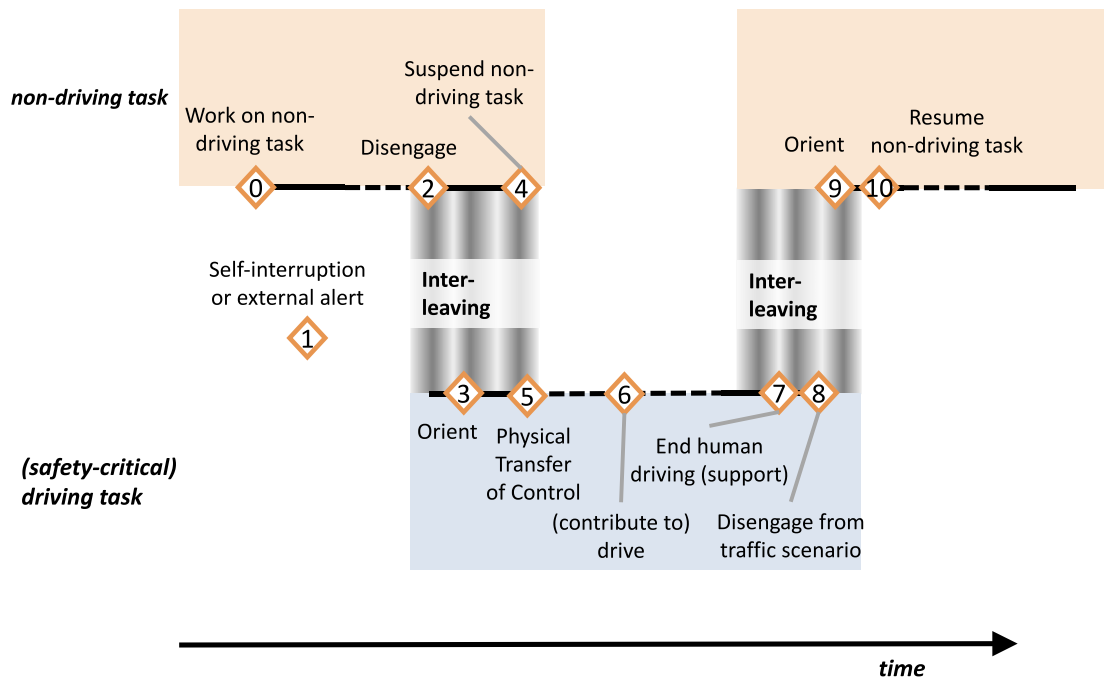 non-driving task
Work on non-
driving task
0
Disengage
2
Suspend non-
driving task
4
Orient
9
Resume
non-driving task
10
Self-interruption
or external alert
1
Inter-
leaving
Inter-
leaving
(safety-critical)
driving task
3
Orient
5
Physical
Transfer
of Control
6
(contribute to)
drive
7
End human
driving (support)
8
Disengage from
traffic scenario
time